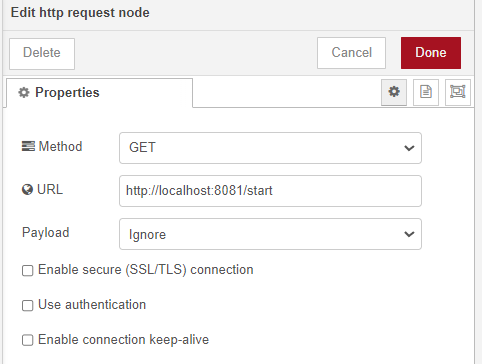 Edit http request node
Delete
Cancel
Done
Properties
Method
GET
URL
http://localhost:8081/start
Payload
Ignore
Enable secure (SSL/TLS) connection
Use authentication
Enable connection keep-alive